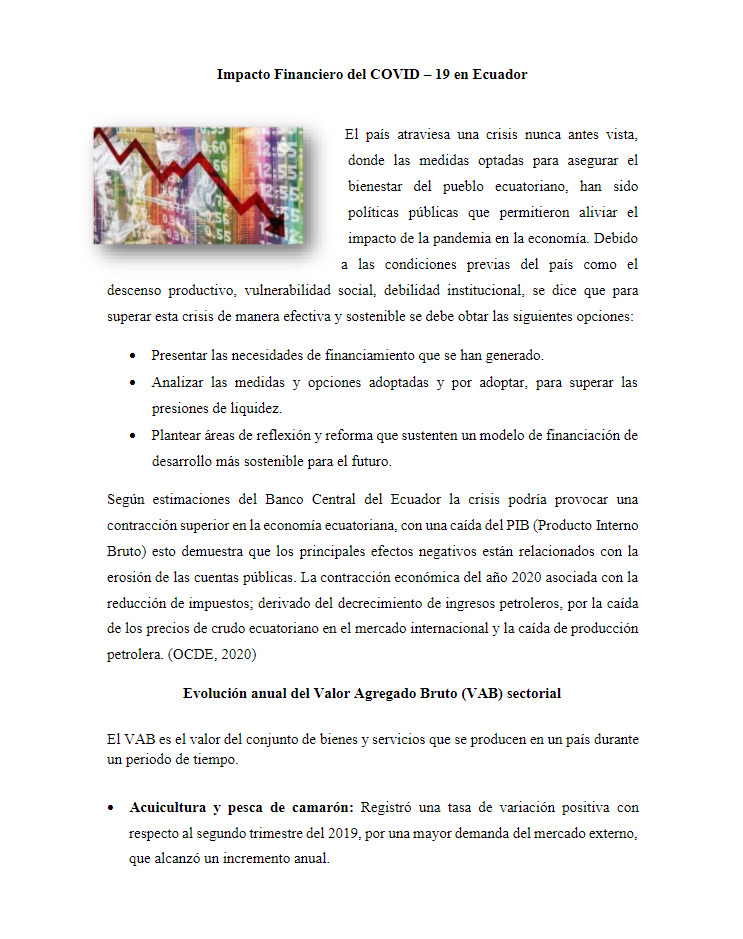 Impacto Financiero del COVID – 19 en Ecuador
El país atraviesa una crisis nunca antes vista,
donde las medidas optadas para asegurar el
bienestar del pueblo ecuatoriano, han sido
políticas públicas que permitieron aliviar el
impacto de la pandemia en la economía. Debido
a las condiciones previas del país como el
descenso productivo, vulnerabilidad social, debilidad institucional, se dice que para
superar esta crisis de manera efectiva y sostenible se debe obtar las siguientes opciones:
• Presentar las necesidades de financiamiento que se han generado.
• Analizar las medidas y opciones adoptadas y por adoptar, para superar las
presiones de liquidez.
• Plantear áreas de reflexión y reforma que sustenten un modelo de financiación de
desarrollo más sostenible para el futuro.
Según estimaciones del Banco Central del Ecuador la crisis podría provocar una
contracción superior en la economía ecuatoriana, con una caída del PIB (Producto Interno
Bruto) esto demuestra que los principales efectos negativos están relacionados con la
erosión de las cuentas públicas. La contracción económica del año 2020 asociada con la
reducción de impuestos; derivado del decrecimiento de ingresos petroleros, por la caída
de los precios de crudo ecuatoriano en el mercado internacional y la caída de producción
petrolera. (OCDE, 2020)
Evolución anual del Valor Agregado Bruto (VAB) sectorial
El VAB es el valor del conjunto de bienes y servicios que se producen en un país durante
un periodo de tiempo.
• Acuicultura y pesca de camarón: Registró una tasa de variación positiva con
respecto al segundo trimestre del 2019, por una mayor demanda del mercado externo,
que alcanzó un incremento anual.